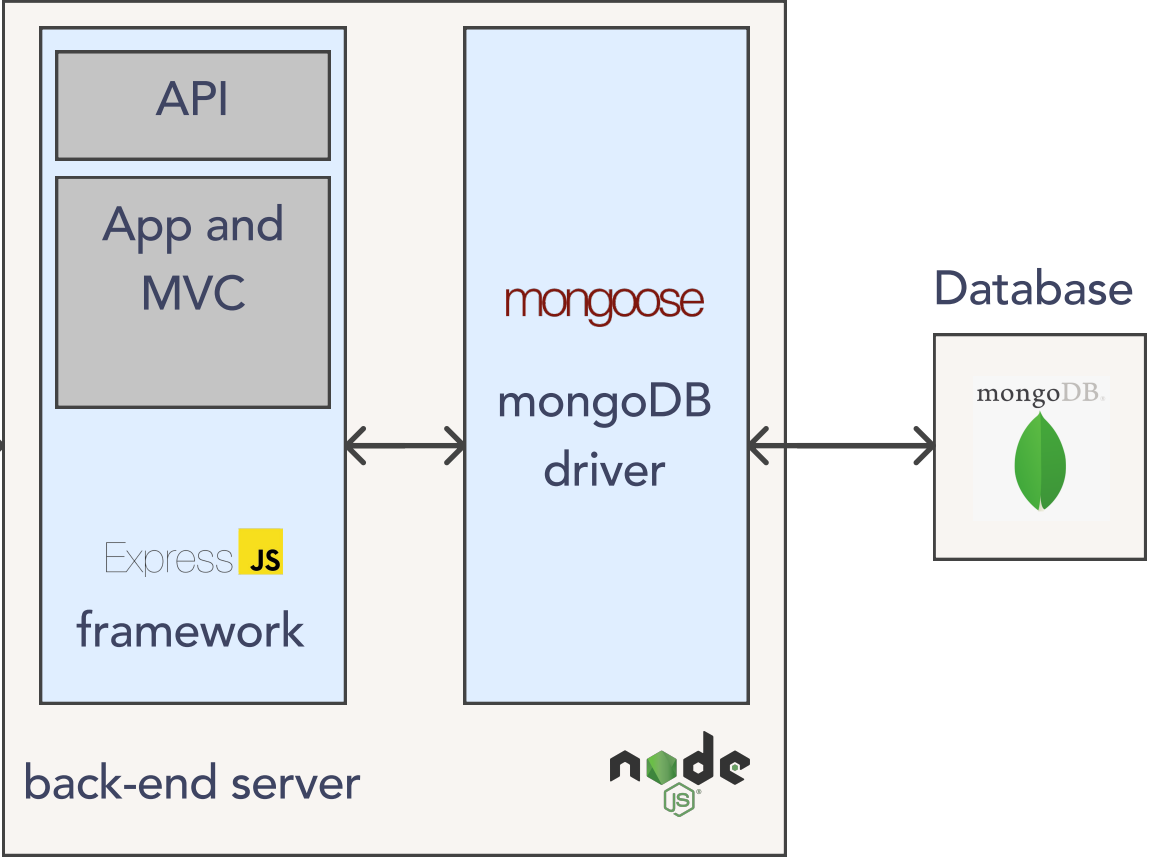 API
App and
MVC
Express JS
framework
mongoose
mongoDB
driver
Database
mongoDB.
back-end server
node
JS